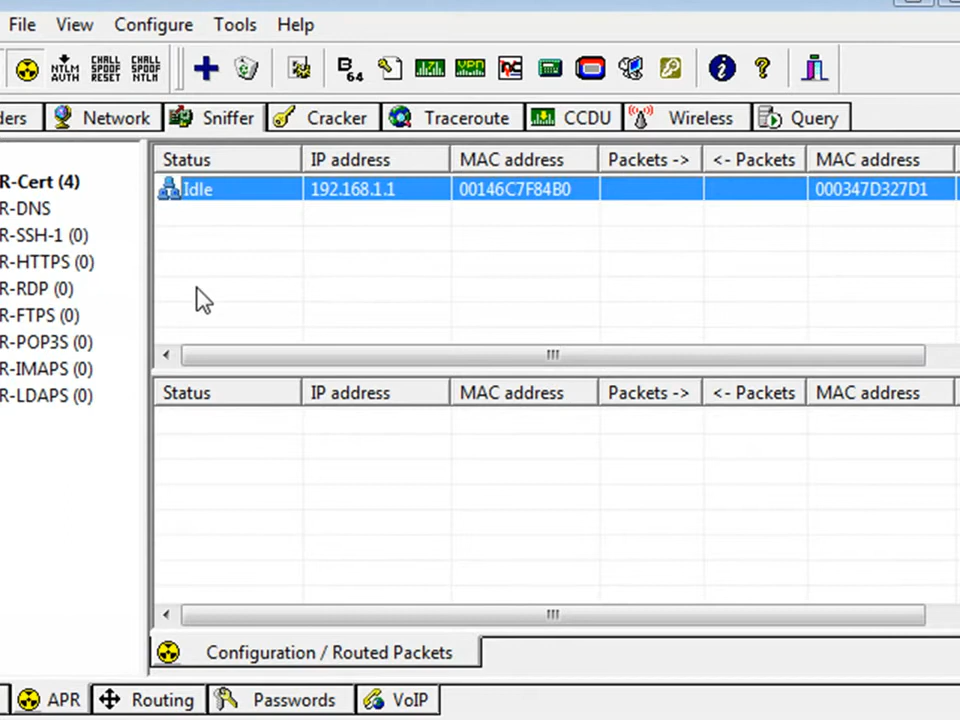 File View Configure Tools Help
NTLM AUTH CHALL SPOOF RESET CHALL SPOOF NTLM B 64
ders Network Sniffer Cracker Traceroute CCDU Wireless Query
Status IP address MAC address Packets -> <- Packets MAC address
R-Cert (4)
Idle 192.168.1.1 00146C7F84B0 000347D327D1
R-DNS
R-SSH-1 (0)
R-HTTPS (0)
R-RDP (0)
R-FTPS (0)
R-POP3S (0)
R-IMAPS (0)
R-LDAPS (0)
Status IP address MAC address Packets -> <- Packets MAC address
Configuration / Routed Packets
APR Routing Passwords VoIP